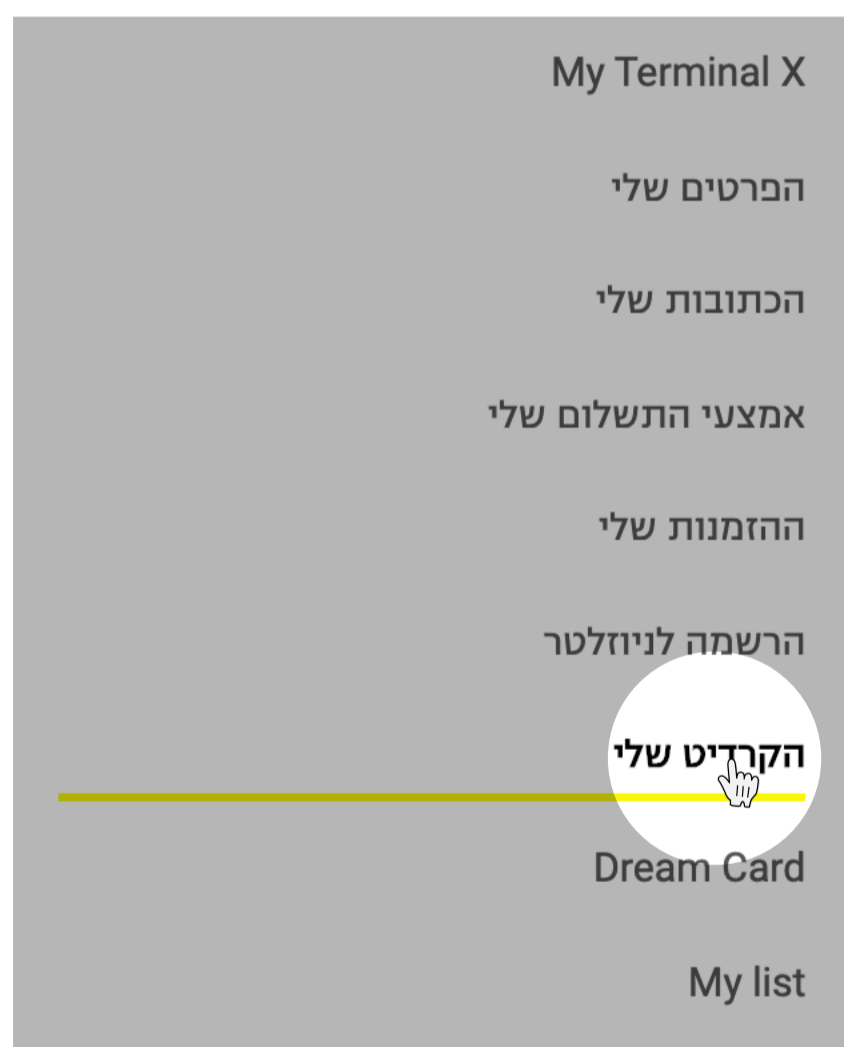 My Terminal X
הפרטים שלי
הכתובות שלי
אמצעי התשלום שלי
ההזמנות שלי
הרשמה לניוזלטר
הקרדיט שלי
Dream Card
My list